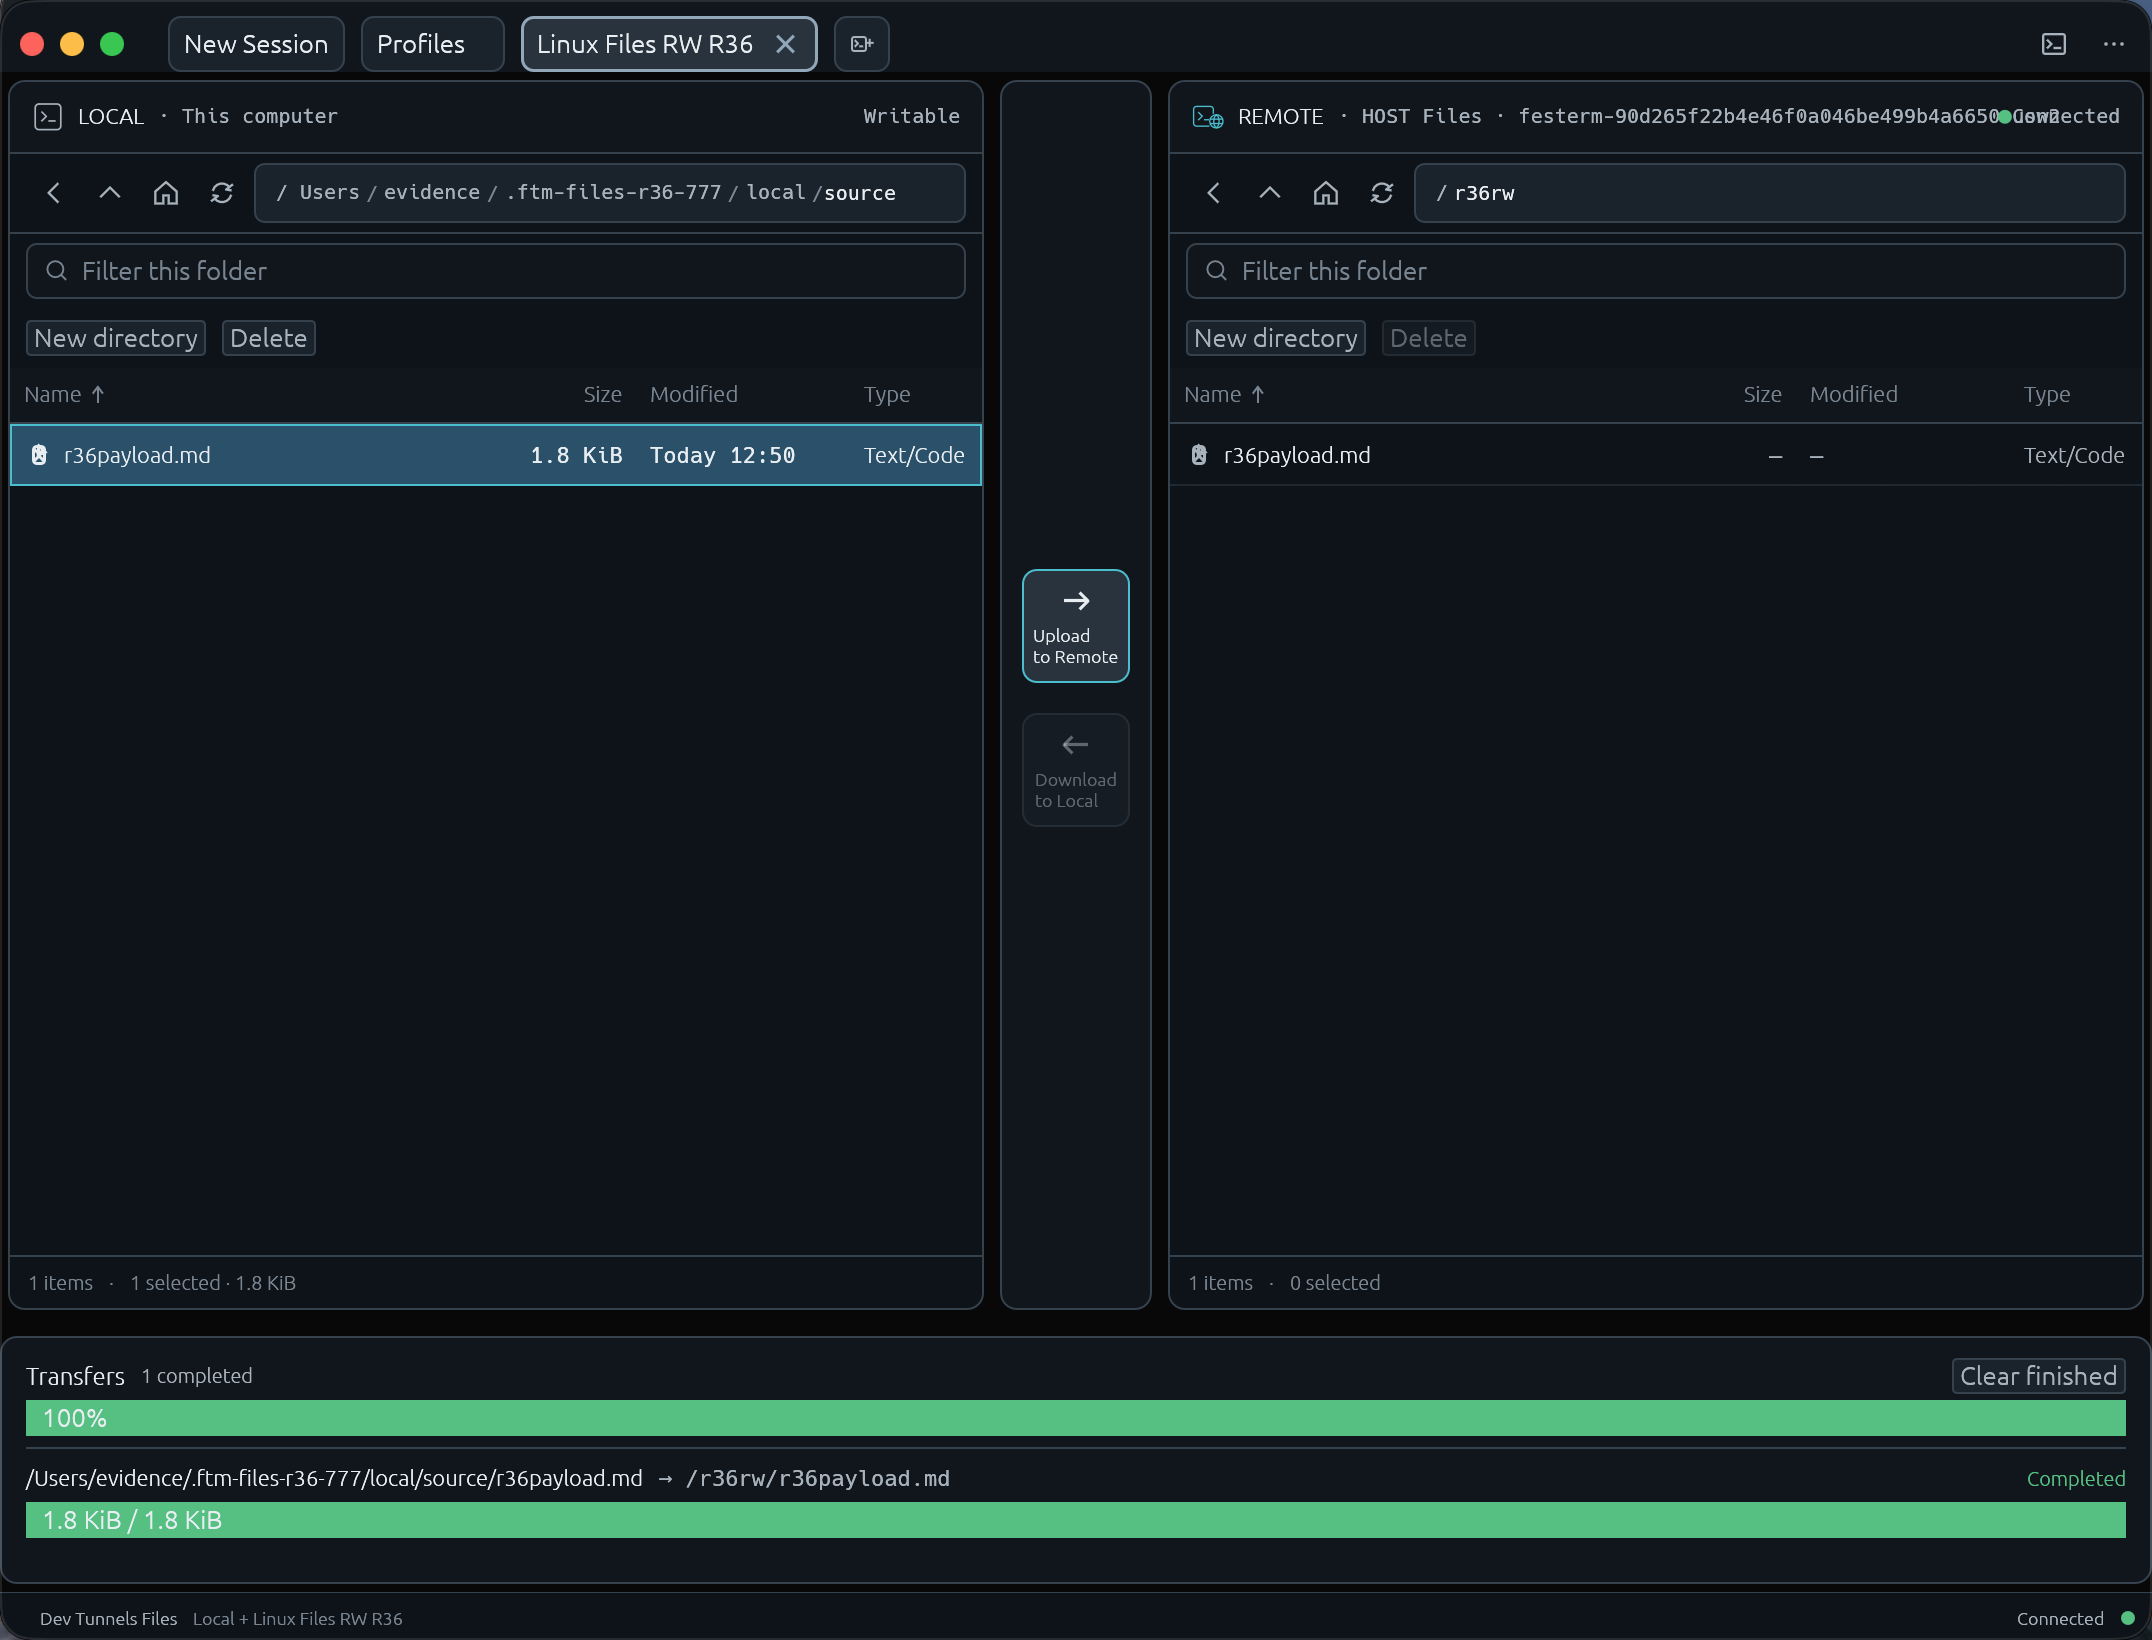 New Session Profiles Linux Files RW R36
LOCAL · This computer Writable
/ Users / evidence / .ftm-files-r36-777 / local / source
Filter this folder
New directory Delete
Name ↑ Size Modified Type
r36payload.md 1.8 KiB Today 12:50 Text/Code
1 items · 1 selected · 1.8 KiB
→
Upload
to Remote
←
Download
to Local
REMOTE · HOST Files · festerm-90d265f22b4e46f0a046be499b4a6650 Connected
/ r36rw
Filter this folder
New directory Delete
Name ↑ Size Modified Type
r36payload.md — — Text/Code
1 items · 0 selected
Transfers 1 completed Clear finished
100%
/Users/evidence/.ftm-files-r36-777/local/source/r36payload.md → /r36rw/r36payload.md Completed
1.8 KiB / 1.8 KiB
Dev Tunnels Files Local + Linux Files RW R36 Connected